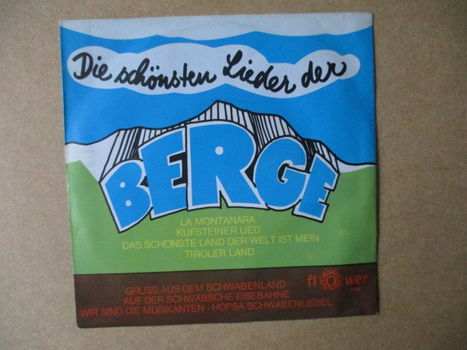 Die schönsten Lieder der
BERGE
LA MONTANARA
KUFSTEINER LIED
DAS SCHÖNSTE LAND DER WELT IST MEIN
TIROLER LAND
GRUSS AUS DEM SCHWABENLAND
AUF DER SCHWÄBSCHE EISEBAHNE
WIR SIND DIE MUSIKANTEN - HOPSA SCHWABENLIESEL
flower